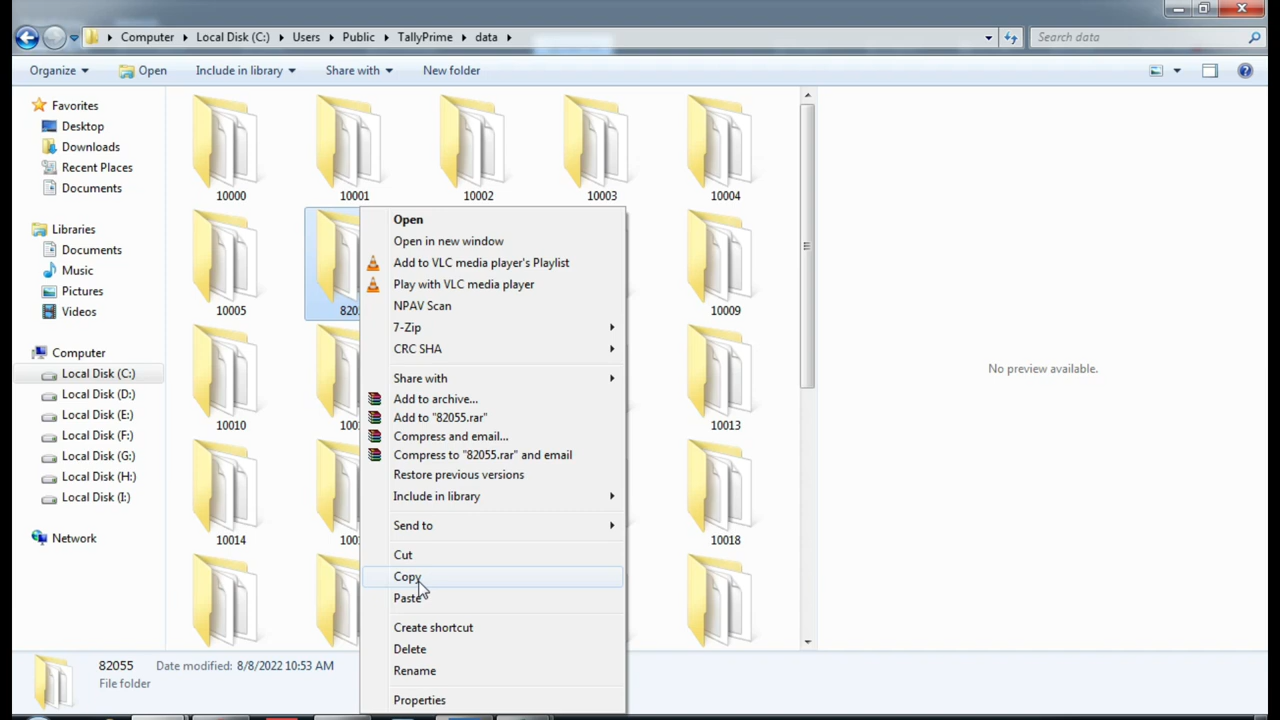 Computer Local Disk (C:) Users Public TallyPrime data
Search data
Organize Open Include in library Share with New folder
Favorites
Desktop
Downloads
Recent Places
Documents
Libraries
Documents
Music
Pictures
Videos
Computer
Local Disk (C:)
Local Disk (D:)
Local Disk (E:)
Local Disk (F:)
Local Disk (G:)
Local Disk (H:)
Local Disk (I:)
Network
10000 10001 10002 10003 10004
10005 10009
10010 10013
10014 10018
Open
Open in new window
Add to VLC media player's Playlist
Play with VLC media player
NPAV Scan
7-Zip
CRC SHA
Share with
Add to archive...
Add to "82055.rar"
Compress and email...
Compress to "82055.rar" and email
Restore previous versions
Include in library
Send to
Cut
Copy
Paste
Create shortcut
Delete
Rename
Properties
No preview available.
82055 Date modified: 8/8/2022 10:53 AM
File folder